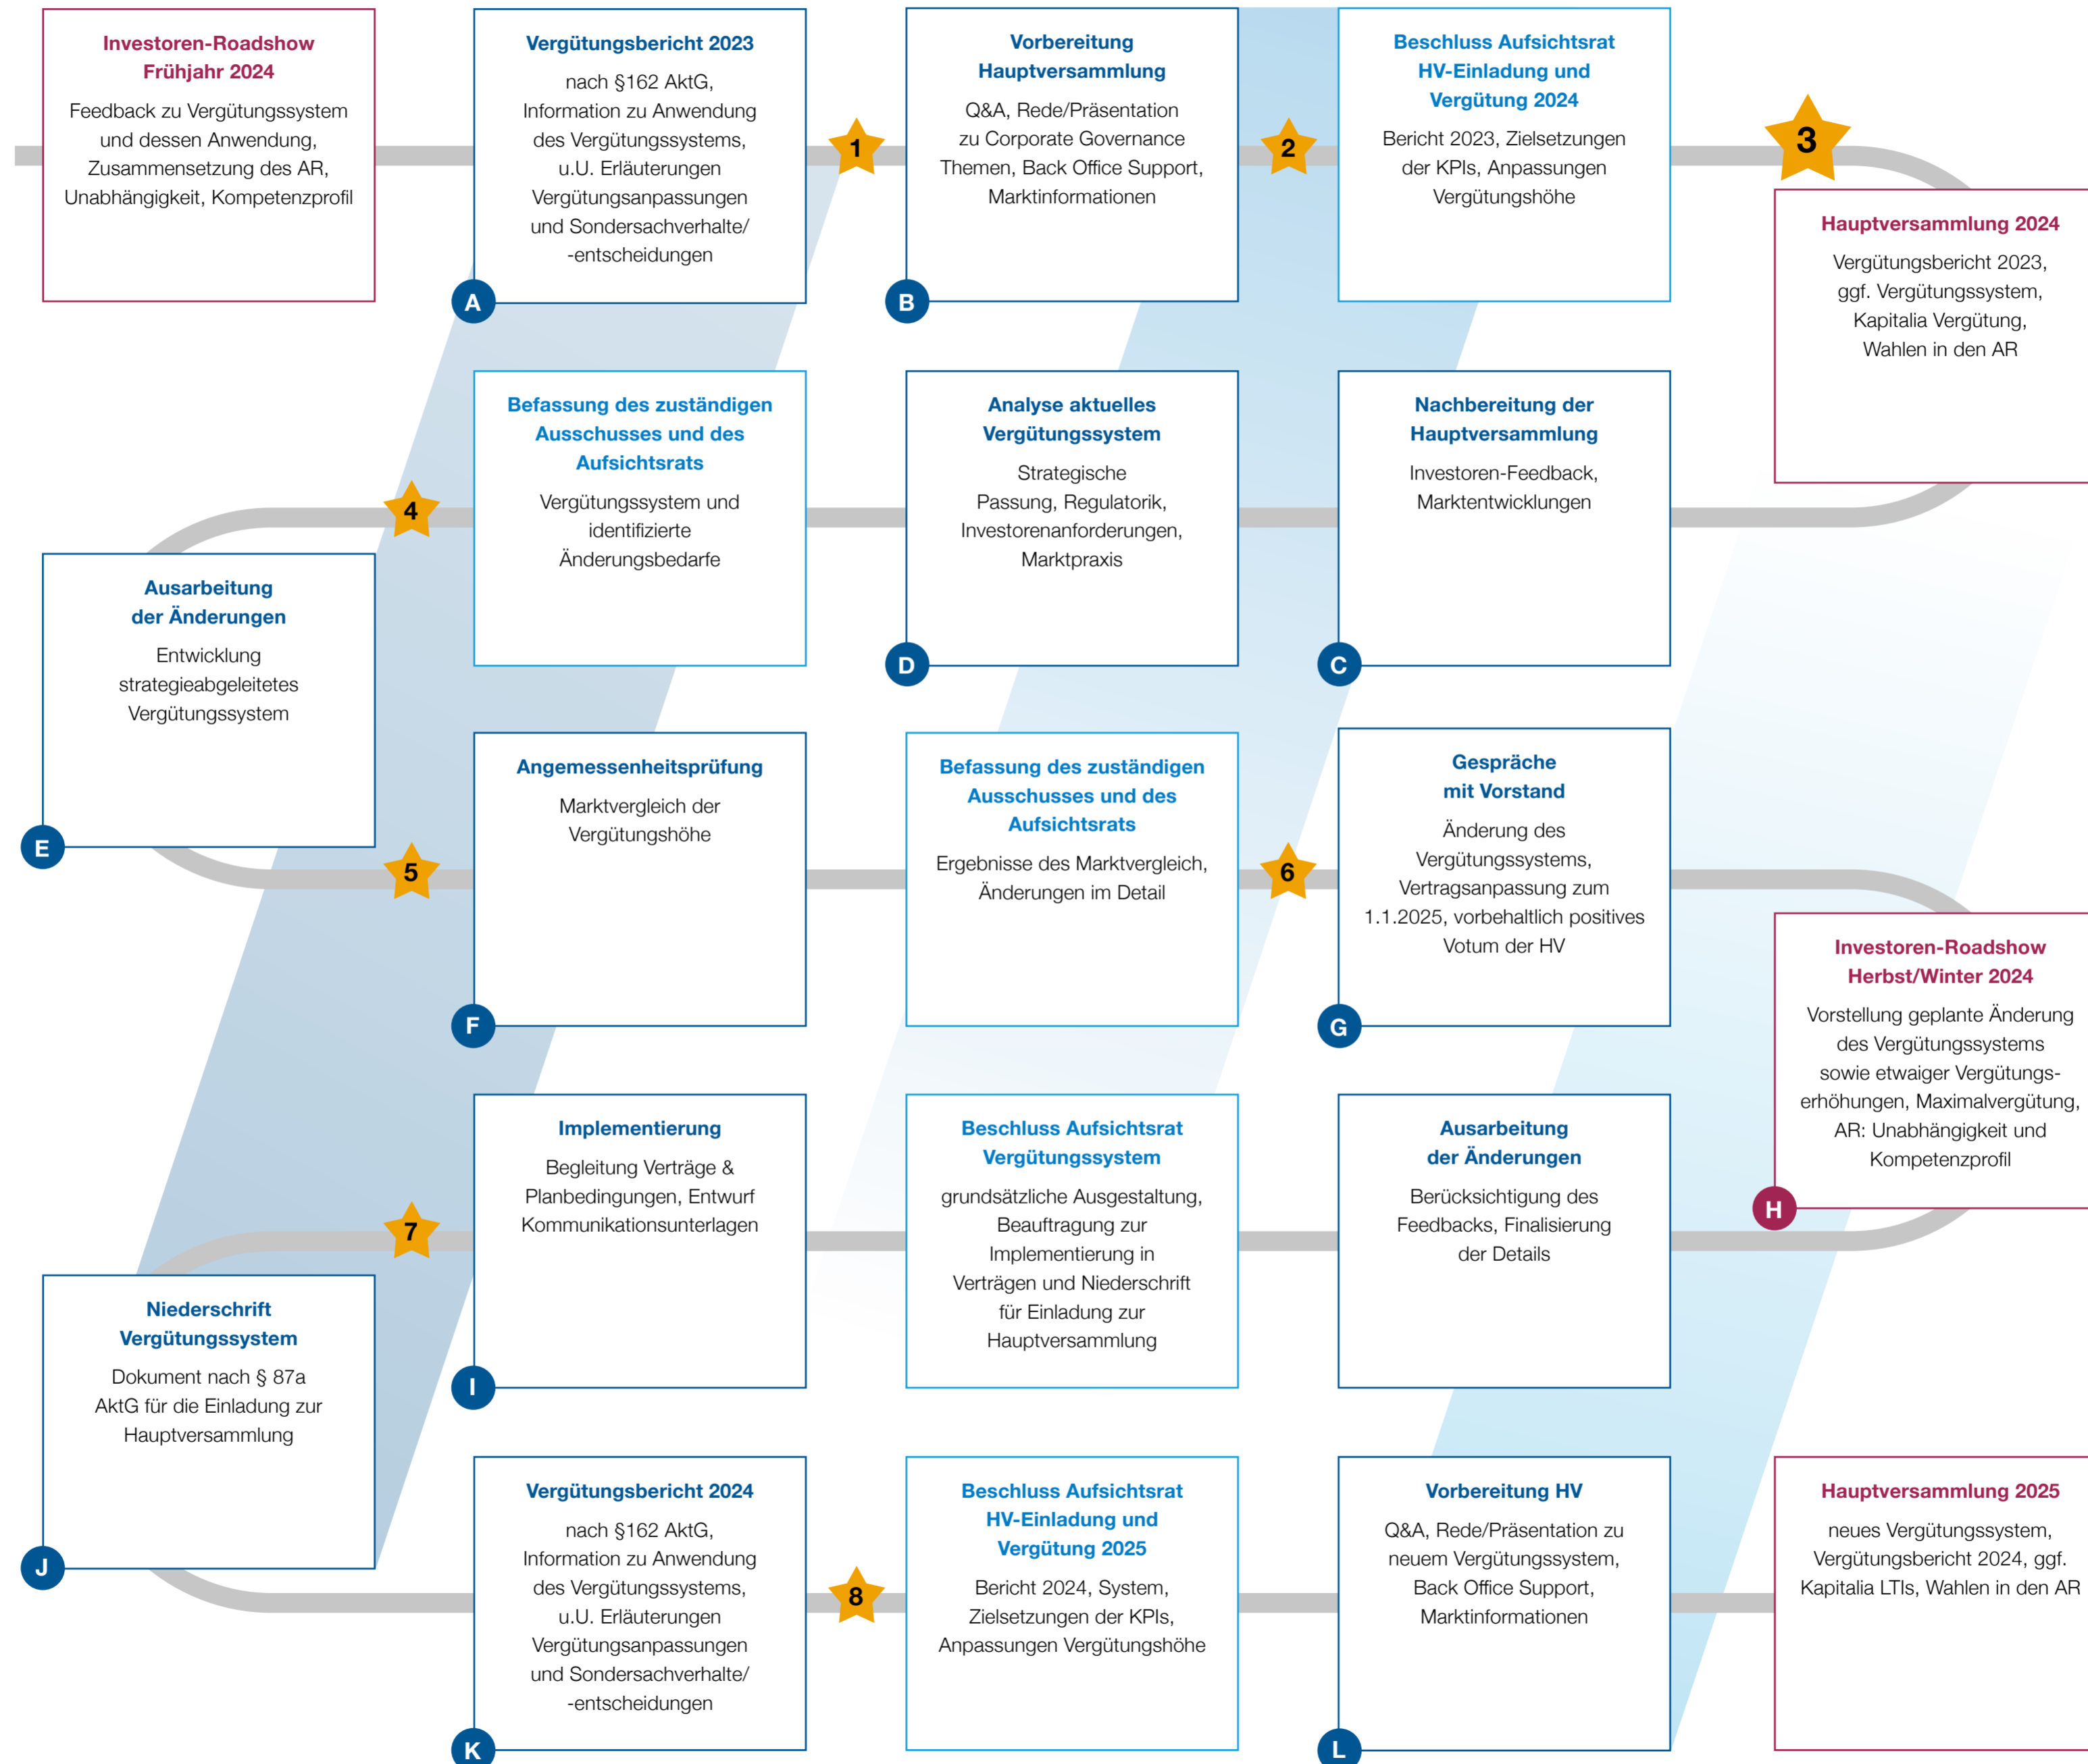 Investoren-Roadshow
Frühjahr 2024
Feedback zu Vergütungssystem
und dessen Anwendung,
Zusammensetzung des AR,
Unabhängigkeit, Kompetenzprofil
Vergütungsbericht 2023
nach §162 AktG,
Information zu Anwendung
des Vergütungssystems,
u.U. Erläuterungen
Vergütungsanpassungen
und Sondersachverhalte/
-entscheidungen
A
1
Vorbereitung
Hauptversammlung
Q&A, Rede/Präsentation
zu Corporate Governance
Themen, Back Office Support,
Marktinformationen
B
2
Beschluss Aufsichtsrat
HV-Einladung und
Vergütung 2024
Bericht 2023, Zielsetzungen
der KPIs, Anpassungen
Vergütungshöhe
3
Hauptversammlung 2024
Vergütungsbericht 2023,
ggf. Vergütungssystem,
Kapitalia Vergütung,
Wahlen in den AR
Nachbereitung der
Hauptversammlung
Investoren-Feedback,
Marktentwicklungen
C
Analyse aktuelles
Vergütungssystem
Strategische
Passung, Regulatorik,
Investorenanforderungen,
Marktpraxis
D
Befassung des zuständigen
Ausschusses und des
Aufsichtsrats
Vergütungssystem und
identifizierte
Änderungsbedarfe
4
Ausarbeitung
der Änderungen
Entwicklung
strategieabgeleitetes
Vergütungssystem
E
5
Angemessenheitsprüfung
Marktvergleich der
Vergütungshöhe
F
Befassung des zuständigen
Ausschusses und des
Aufsichtsrats
Ergebnisse des Marktvergleich,
Änderungen im Detail
6
Gespräche
mit Vorstand
Änderung des
Vergütungssystems,
Vertragsanpassung zum
1.1.2025, vorbehaltlich positives
Votum der HV
G
Investoren-Roadshow
Herbst/Winter 2024
Vorstellung geplante Änderung
des Vergütungssystems
sowie etwaiger Vergütungs-
erhöhungen, Maximalvergütung,
AR: Unabhängigkeit und
Kompetenzprofil
H
Ausarbeitung
der Änderungen
Berücksichtigung des
Feedbacks, Finalisierung
der Details
Beschluss Aufsichtsrat
Vergütungssystem
grundsätzliche Ausgestaltung,
Beauftragung zur
Implementierung in
Verträgen und Niederschrift
für Einladung zur
Hauptversammlung
Implementierung
Begleitung Verträge &
Planbedingungen, Entwurf
Kommunikationsunterlagen
I
7
Niederschrift
Vergütungssystem
Dokument nach § 87a
AktG für die Einladung zur
Hauptversammlung
J
Vergütungsbericht 2024
nach §162 AktG,
Information zu Anwendung
des Vergütungssystems,
u.U. Erläuterungen
Vergütungsanpassungen
und Sondersachverhalte/
-entscheidungen
K
8
Beschluss Aufsichtsrat
HV-Einladung und
Vergütung 2025
Bericht 2024, System,
Zielsetzungen der KPIs,
Anpassungen Vergütungshöhe
Vorbereitung HV
Q&A, Rede/Präsentation zu
neuem Vergütungssystem,
Back Office Support,
Marktinformationen
L
Hauptversammlung 2025
neues Vergütungssystem,
Vergütungsbericht 2024, ggf.
Kapitalia LTIs, Wahlen in den AR